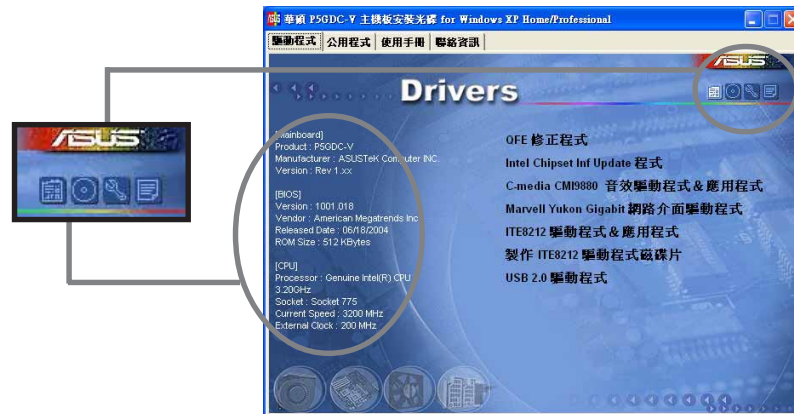 華碩 P5GDC-V 主機板安裝光碟 for Windows XP Home/Professional
驅動程式 公用程式 使用手冊 聯絡資訊
ASUS
Drivers
[Mainboard]
Product : P5GDC-V
Manufacturer : ASUSTeK Computer INC.
Version : Rev 1.xx
[BIOS]
Version : 1001.018
Vendor : American Megatrends Inc
Released Date : 06/18/2004
ROM Size : 512 KBytes
[CPU]
Processor : Genuine Intel(R) CPU
3.20GHz
Socket : Socket 775
Current Speed : 3200 MHz
External Clock : 200 MHz
QFE 修正程式
Intel Chipset Inf Update 程式
C-media CMI9880 音效驅動程式＆應用程式
Marvell Yukon Gigabit 網路介面驅動程式
ITE8212 驅動程式＆應用程式
製作 ITE8212 驅動程式磁碟片
USB 2.0 驅動程式
ASUS